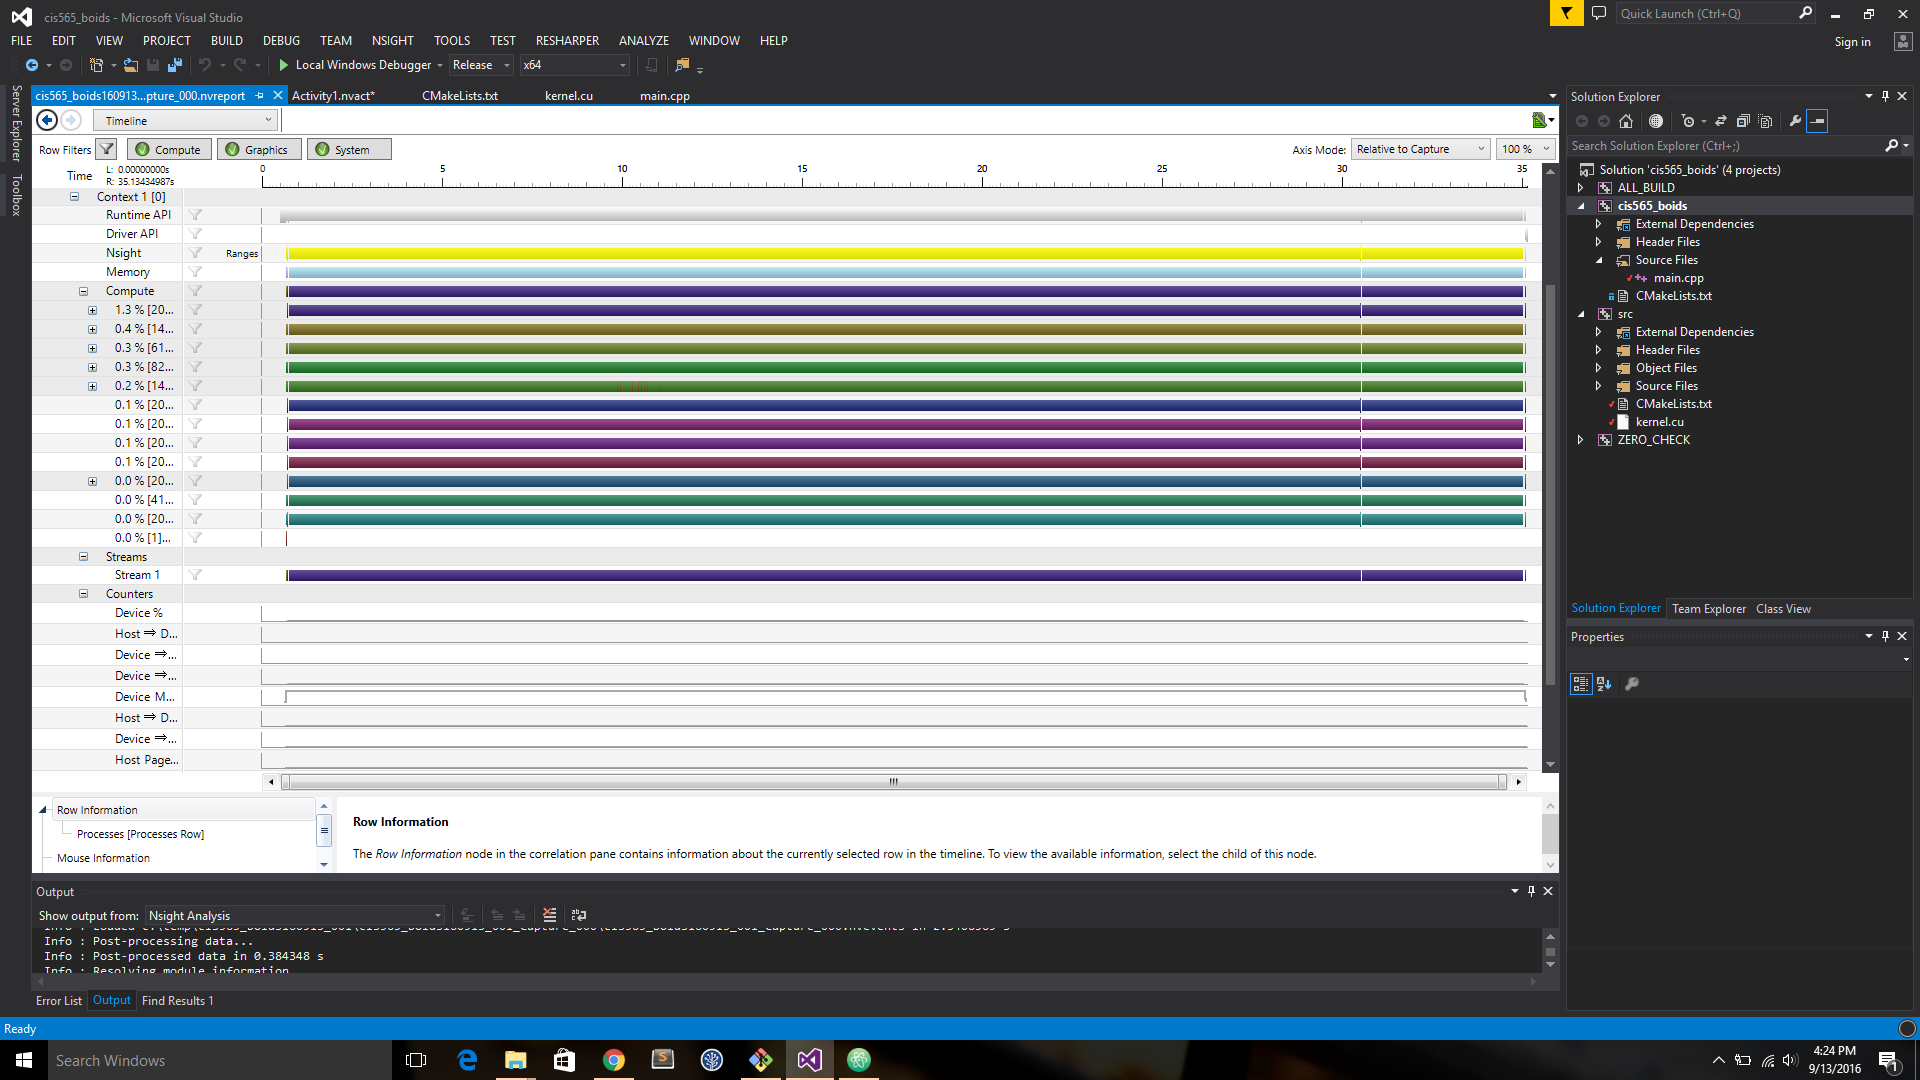 cis565_boids - Microsoft Visual Studio
Quick Launch (Ctrl+Q)
FILE EDIT VIEW PROJECT BUILD DEBUG TEAM NSIGHT TOOLS TEST RESHARPER ANALYZE WINDOW HELP
Sign in
Local Windows Debugger Release x64
Server Explorer
Toolbox
cis565_boids160913...pture_000.nvreport Activity1.nvact* CMakeLists.txt kernel.cu main.cpp
Timeline
Row Filters Compute Graphics System
Axis Mode: Relative to Capture 100 %
Time
L: 0.00000000s
R: 35.13434987s
0 5 10 15 20 25 30 35
Context 1 [0]
Runtime API
Driver API
Nsight Ranges
Memory
Compute
1.3 % [20...
0.4 % [14...
0.3 % [61...
0.3 % [82...
0.2 % [14...
0.1 % [20...
0.1 % [20...
0.1 % [20...
0.1 % [20...
0.0 % [20...
0.0 % [41...
0.0 % [20...
0.0 % [1]...
Streams
Stream 1
Counters
Device %
Host ⇒ D...
Device ⇒...
Device ⇒...
Device M...
Host ⇒ D...
Device ⇒...
Host Page...
Row Information
Processes [Processes Row]
Mouse Information
Row Information
The Row Information node in the correlation pane contains information about the currently selected row in the timeline. To view the available information, select the child of this node.
Output
Show output from: Nsight Analysis
Info : Post-processing data...
Info : Post-processed data in 0.384348 s
Info : Resolving module information
Error List Output Find Results 1
Ready
Solution Explorer
Search Solution Explorer (Ctrl+;)
Solution 'cis565_boids' (4 projects)
ALL_BUILD
cis565_boids
External Dependencies
Header Files
Source Files
main.cpp
CMakeLists.txt
src
External Dependencies
Header Files
Object Files
Source Files
CMakeLists.txt
kernel.cu
ZERO_CHECK
Solution Explorer Team Explorer Class View
Properties
Search Windows
4:24 PM
9/13/2016
1